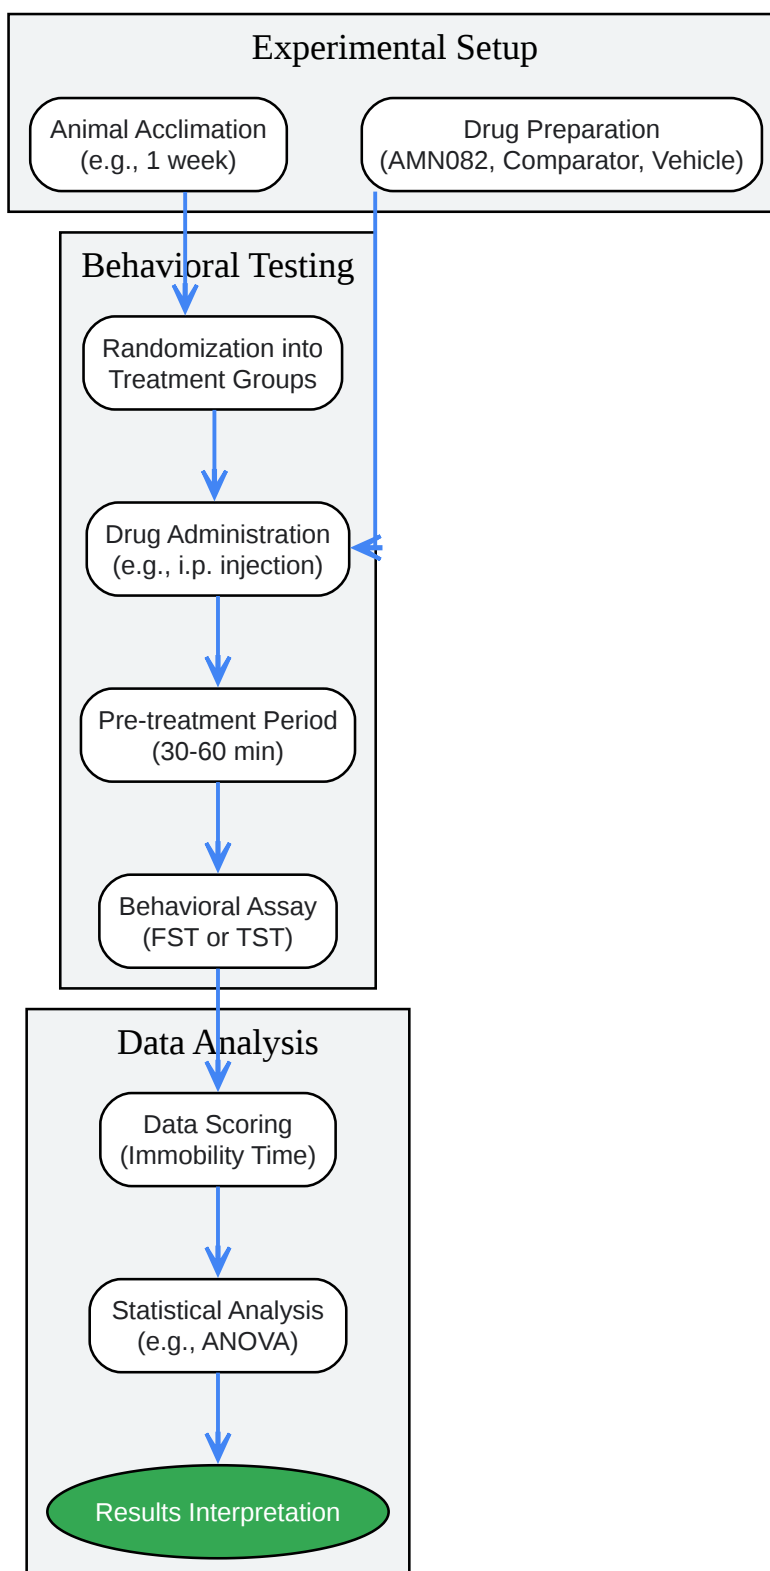 Experimental Setup
Animal Acclimation
(e.g., 1 week)
Drug Preparation
(AMN082, Comparator, Vehicle)
Behavioral Testing
Randomization into
Treatment Groups
Drug Administration
(e.g., i.p. injection)
Pre-treatment Period
(30-60 min)
Behavioral Assay
(FST or TST)
Data Analysis
Data Scoring
(Immobility Time)
Statistical Analysis
(e.g., ANOVA)
Results Interpretation